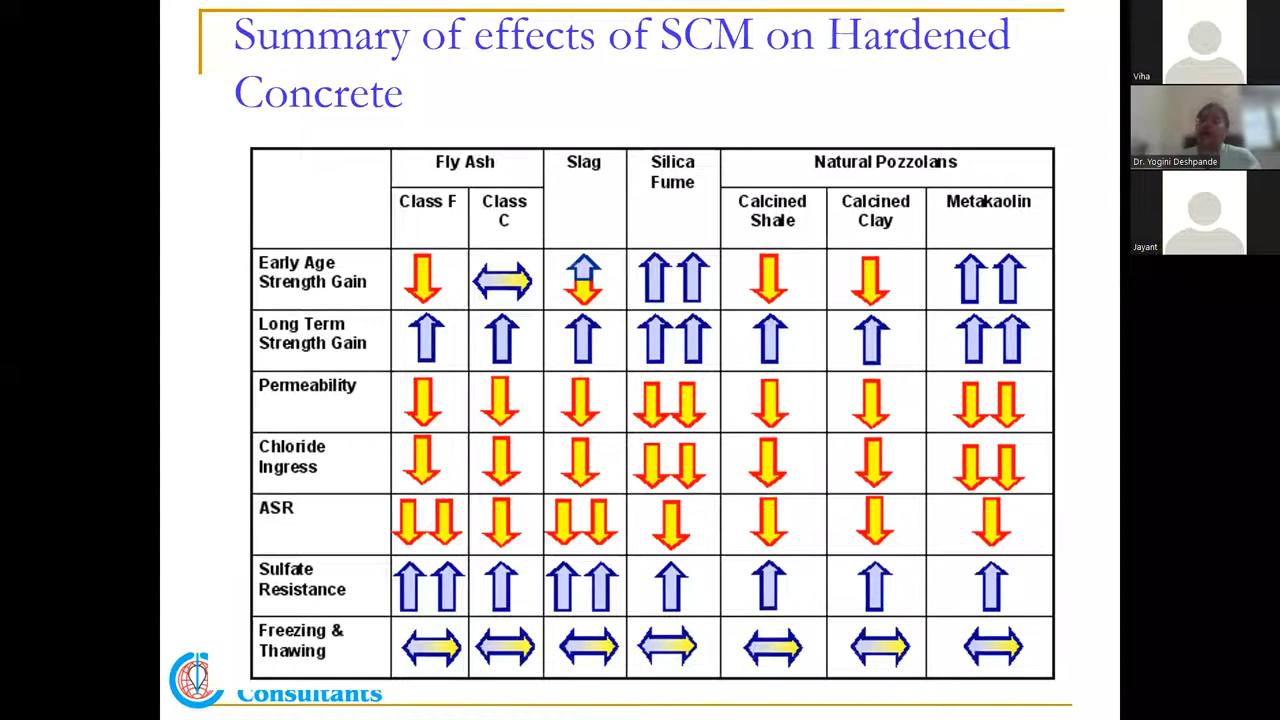 Summary of effects of SCM on Hardened
Concrete
Fly Ash
Slag
Silica
Fume
Natural Pozzolans
Class F
Class
C
Calcined
Shale
Calcined
Clay
Metakaolin
Early Age
Strength Gain
Long Term
Strength Gain
Permeability
Chloride
Ingress
ASR
Sulfate
Resistance
Freezing &
Thawing
Consultants
Viha
Dr. Yogini Deshpande
Jayant